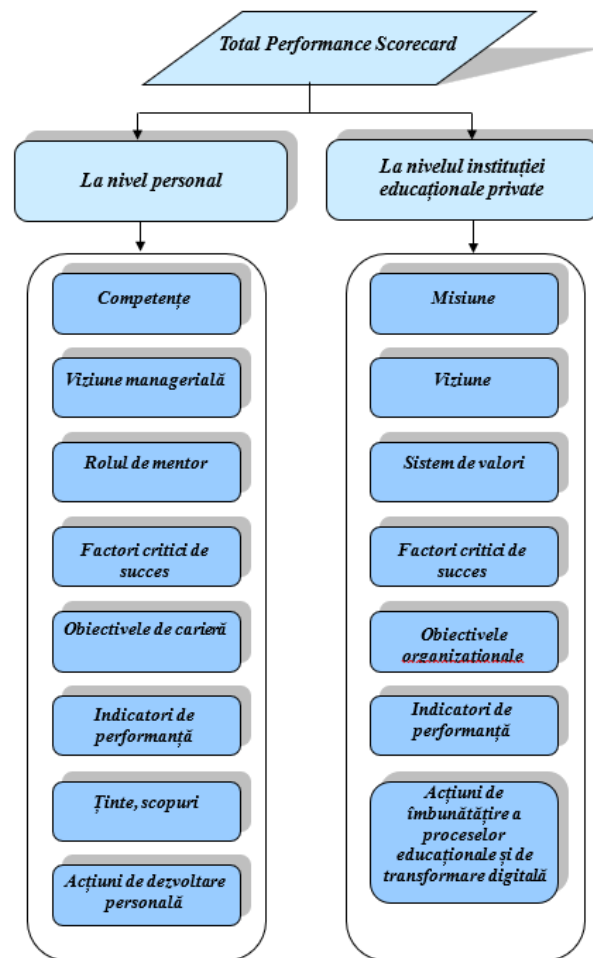 Total Performance Scorecard
La nivel personal
La nivelul instituției
educaționale private
Competențe
Viziune managerială
Rolul de mentor
Factori critici de
succes
Obiectivele de carieră
Indicatori de
performanță
Ținte, scopuri
Acțiuni de dezvoltare
personală
Misiune
Viziune
Sistem de valori
Factori critici de
succes
Obiectivele
organizaționale
Indicatori de
performanță
Acțiuni de
îmbunătățire a
proceselor
educaționale și de
transformare digitală